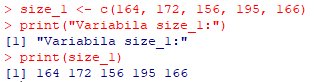 > size_1 <- c(164, 172, 156, 195, 166)
> print("Variabila size_1:")
[1] "Variabila size_1:"
> print(size_1)
[1] 164 172 156 195 166